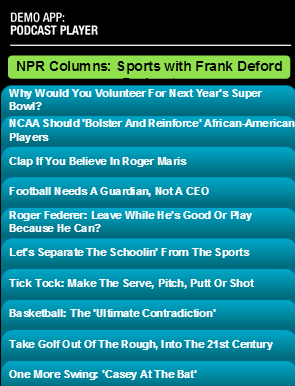 DEMO APP:
PODCAST PLAYER
NPR Columns: Sports with Frank Deford
Why Would You Volunteer For Next Year's Super
Bowl?
NCAA Should 'Bolster And Reinforce' African-American
Players
Clap If You Believe In Roger Maris
Football Needs A Guardian, Not A CEO
Roger Federer: Leave While He's Good Or Play
Because He Can?
Let's Separate The Schoolin' From The Sports
Tick Tock: Make The Serve, Pitch, Putt Or Shot
Basketball: The 'Ultimate Contradiction'
Take Golf Out Of The Rough, Into The 21st Century
One More Swing: 'Casey At The Bat'